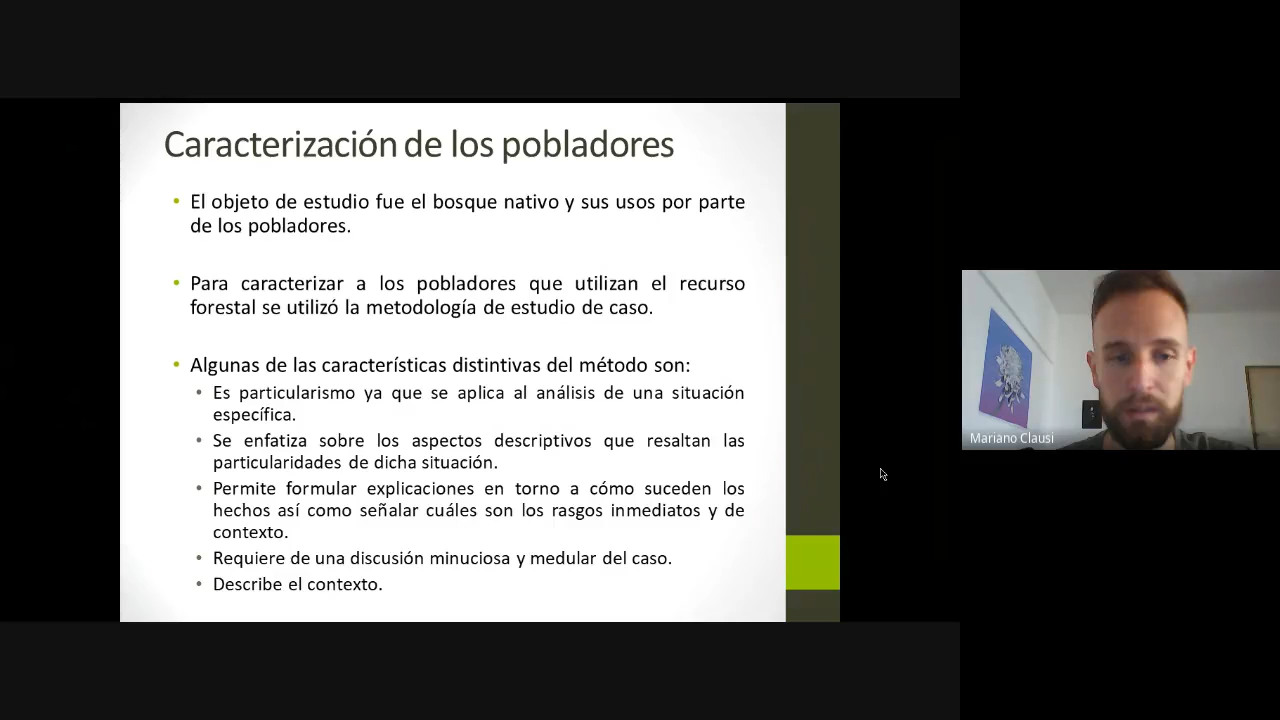 Caracterización de los pobladores
• El objeto de estudio fue el bosque nativo y sus usos por parte
de los pobladores.
• Para caracterizar a los pobladores que utilizan el recurso
forestal se utilizó la metodología de estudio de caso.
• Algunas de las características distintivas del método son:
• Es particularismo ya que se aplica al análisis de una situación
específica.
• Se enfatiza sobre los aspectos descriptivos que resaltan las
particularidades de dicha situación.
• Permite formular explicaciones en torno a cómo suceden los
hechos así como señalar cuáles son los rasgos inmediatos y de
contexto.
• Requiere de una discusión minuciosa y medular del caso.
• Describe el contexto.
Mariano Clausi